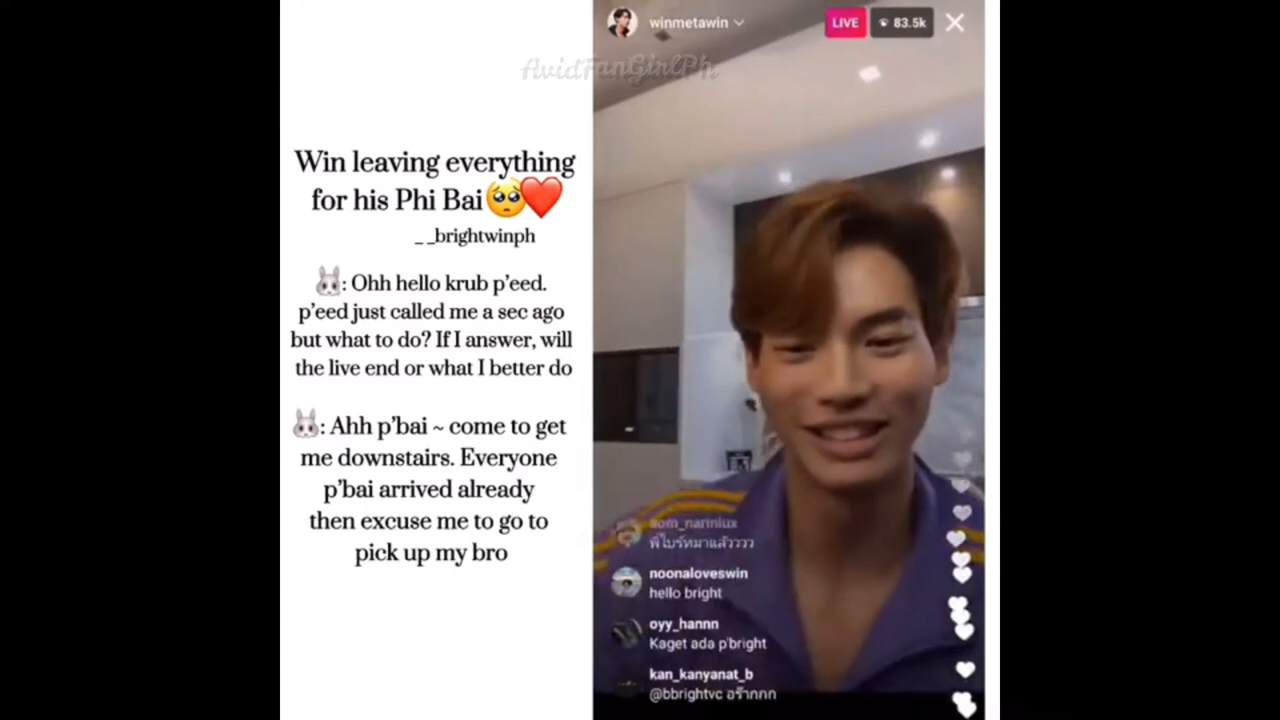 winmetawin
LIVE
83.5k
AvidFanGirlPh
Win leaving everything
for his Phi Bai🥺❤️
_ _brightwinph
🐰: Ohh hello krub p'eed.
p'eed just called me a sec ago
but what to do? If I answer, will
the live end or what I better do
🐰: Ahh p'bai ~ come to get
me downstairs. Everyone
p'bai arrived already
then excuse me to go to
pick up my bro
som_narinlux
พี่ไบร์ทมาแล้วววว
noonaloveswin
hello bright
oyy_hannn
Kaget ada p'bright
kan_kanyanat_b
@bbrightvc อร๊ากกก